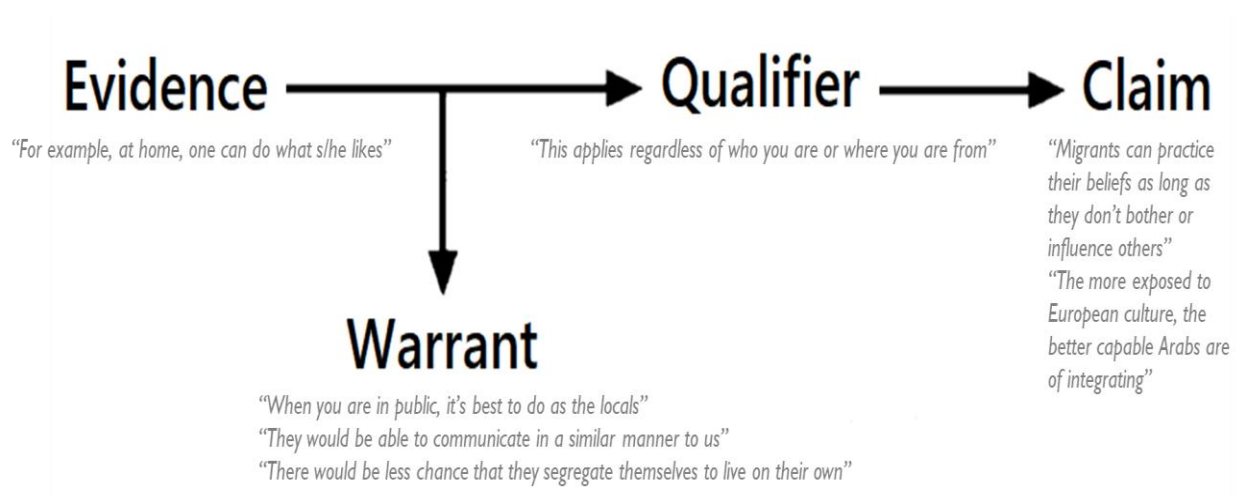 Evidence
Qualifier
Claim
“For example, at home, one can do what s/he likes”
“This applies regardless of who you are or where you are from”
“Migrants can practice
their beliefs as long as
they don’t bother or
influence others”
“The more exposed to
European culture, the
better capable Arabs are
of integrating”
Warrant
“When you are in public, it’s best to do as the locals”
“They would be able to communicate in a similar manner to us”
“There would be less chance that they segregate themselves to live on their own”